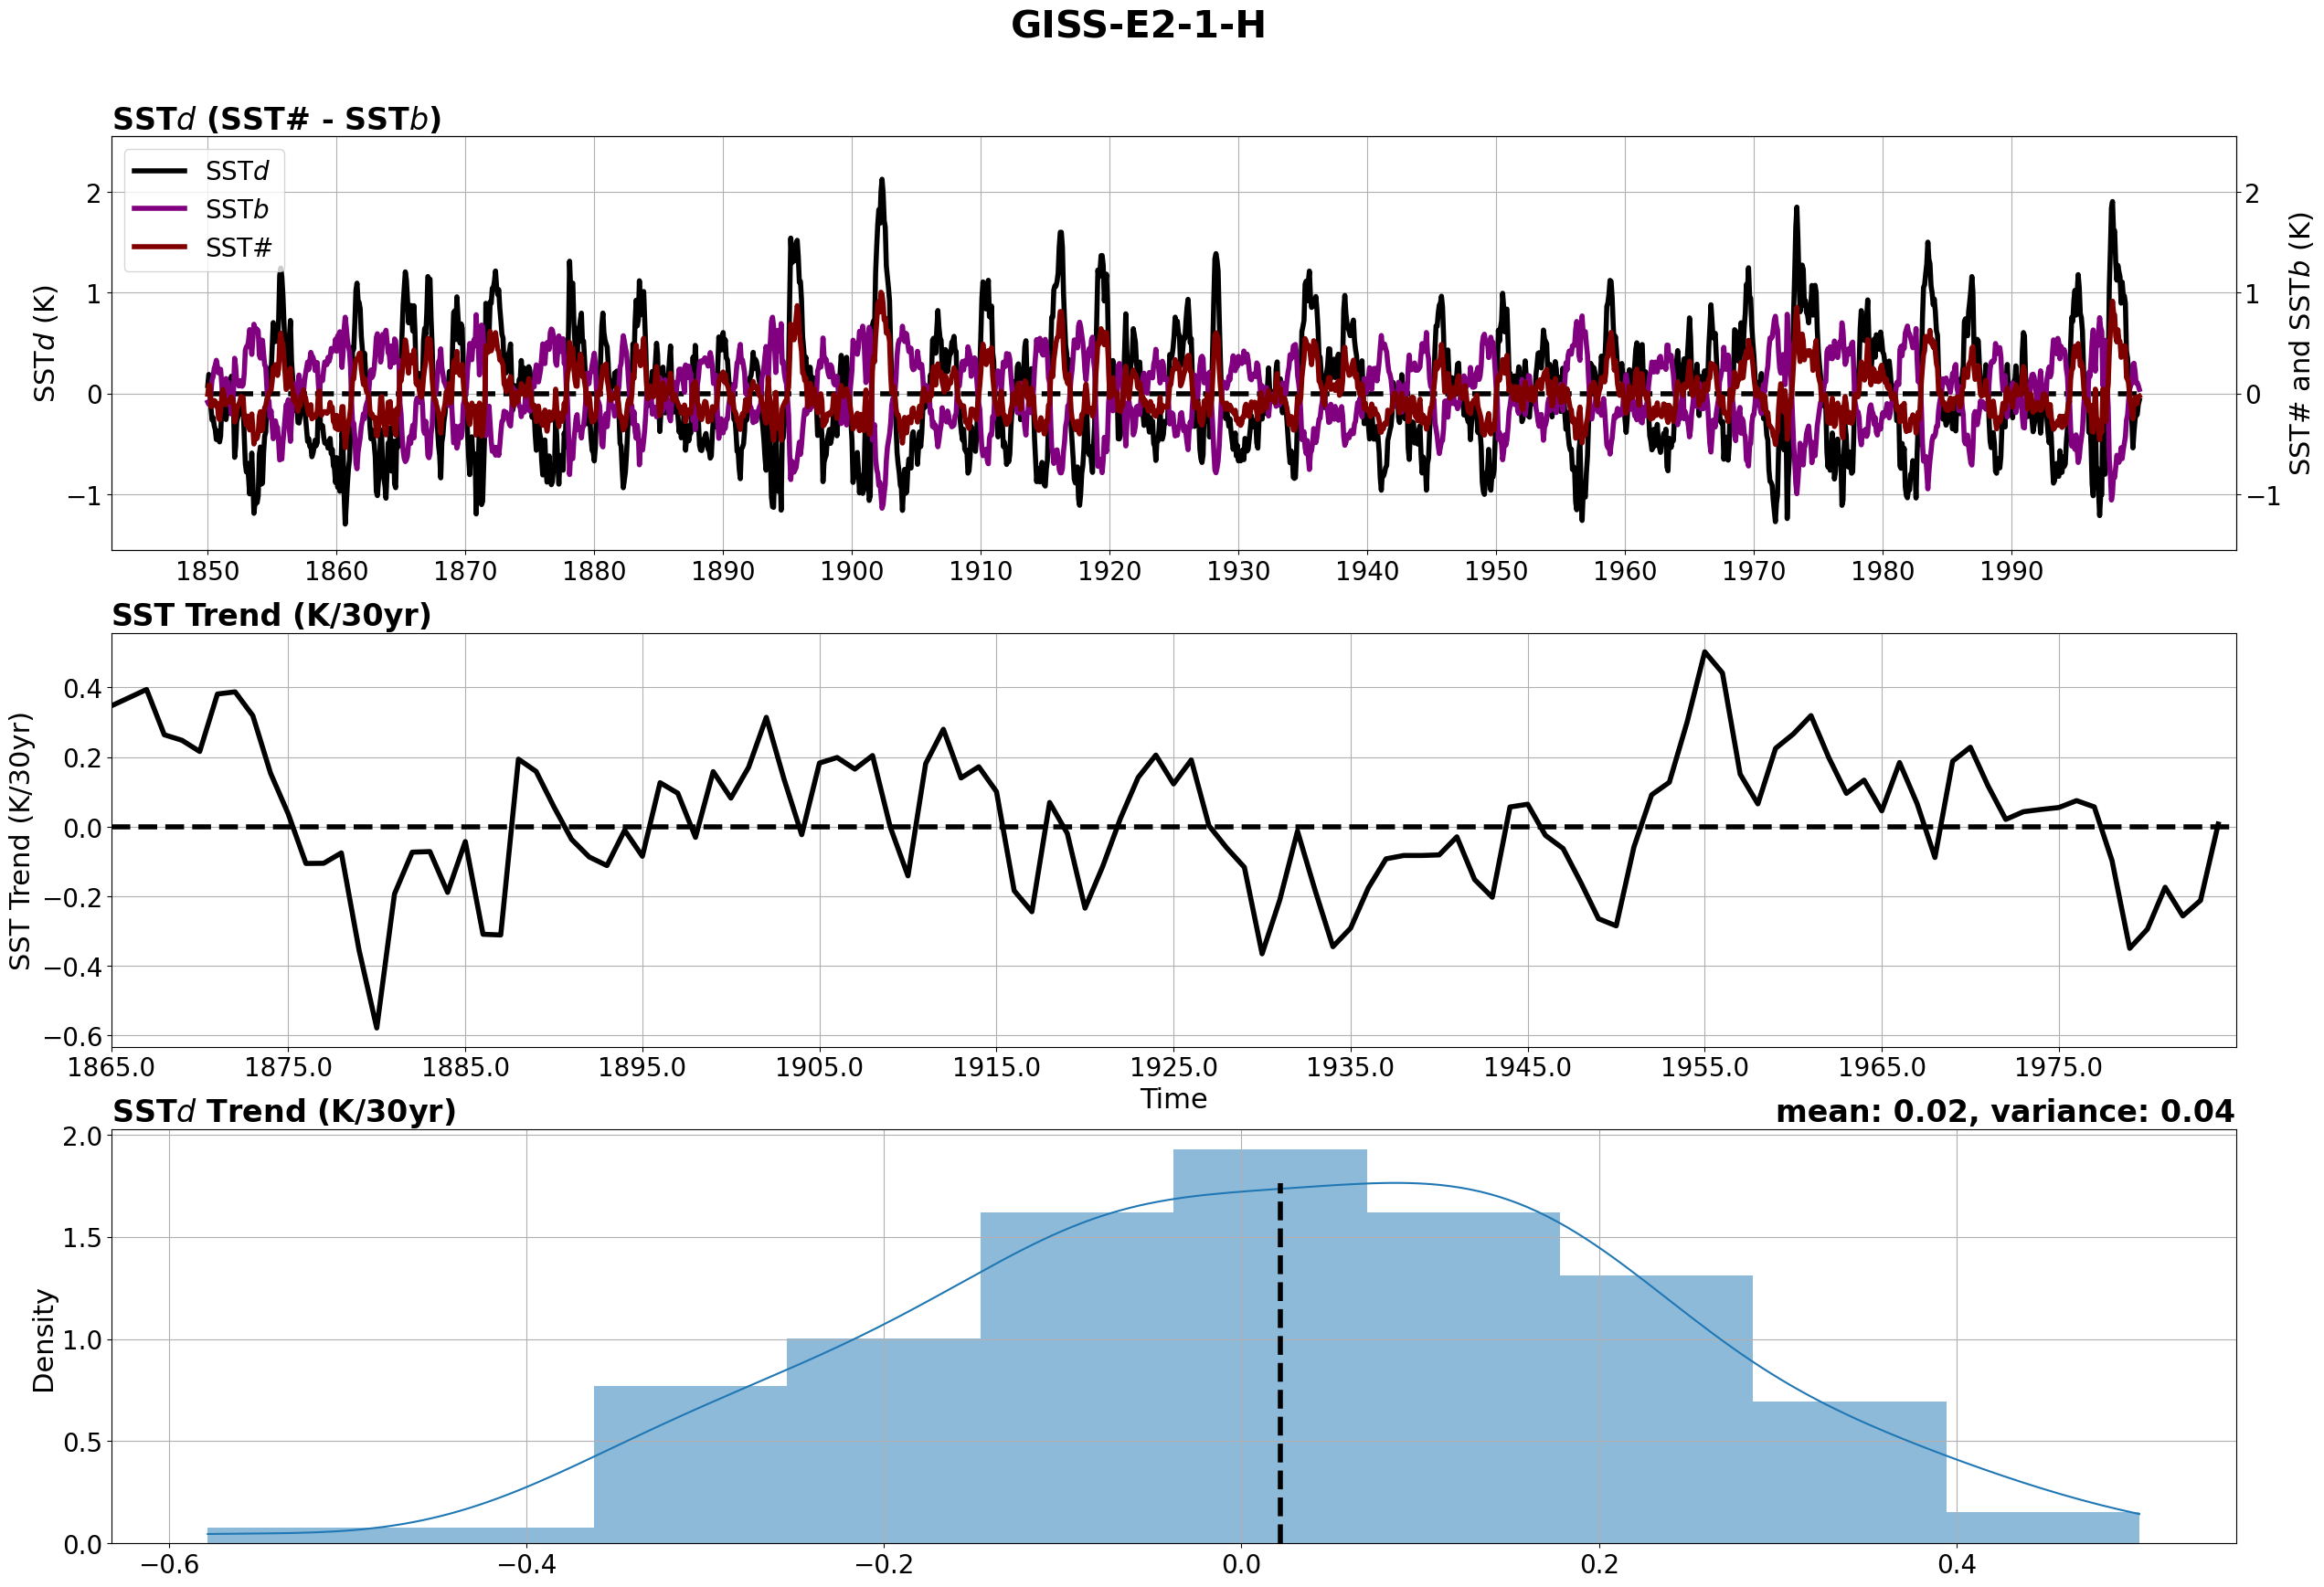 GISS-E2-1-H
SSTd (SST# - SSTb)
SSTd
SSTb
SST#
2
1
0
−1
SSTd (K)
2
1
0
−1
SST# and SSTb (K)
1850 1860 1870 1880 1890 1900 1910 1920 1930 1940 1950 1960 1970 1980 1990
SST Trend (K/30yr)
0.4
0.2
0.0
−0.2
−0.4
−0.6
SST Trend (K/30yr)
1865.0 1875.0 1885.0 1895.0 1905.0 1915.0 1925.0 1935.0 1945.0 1955.0 1965.0 1975.0
Time
SSTd Trend (K/30yr) mean: 0.02, variance: 0.04
2.0
1.5
1.0
0.5
0.0
Density
−0.6 −0.4 −0.2 0.0 0.2 0.4